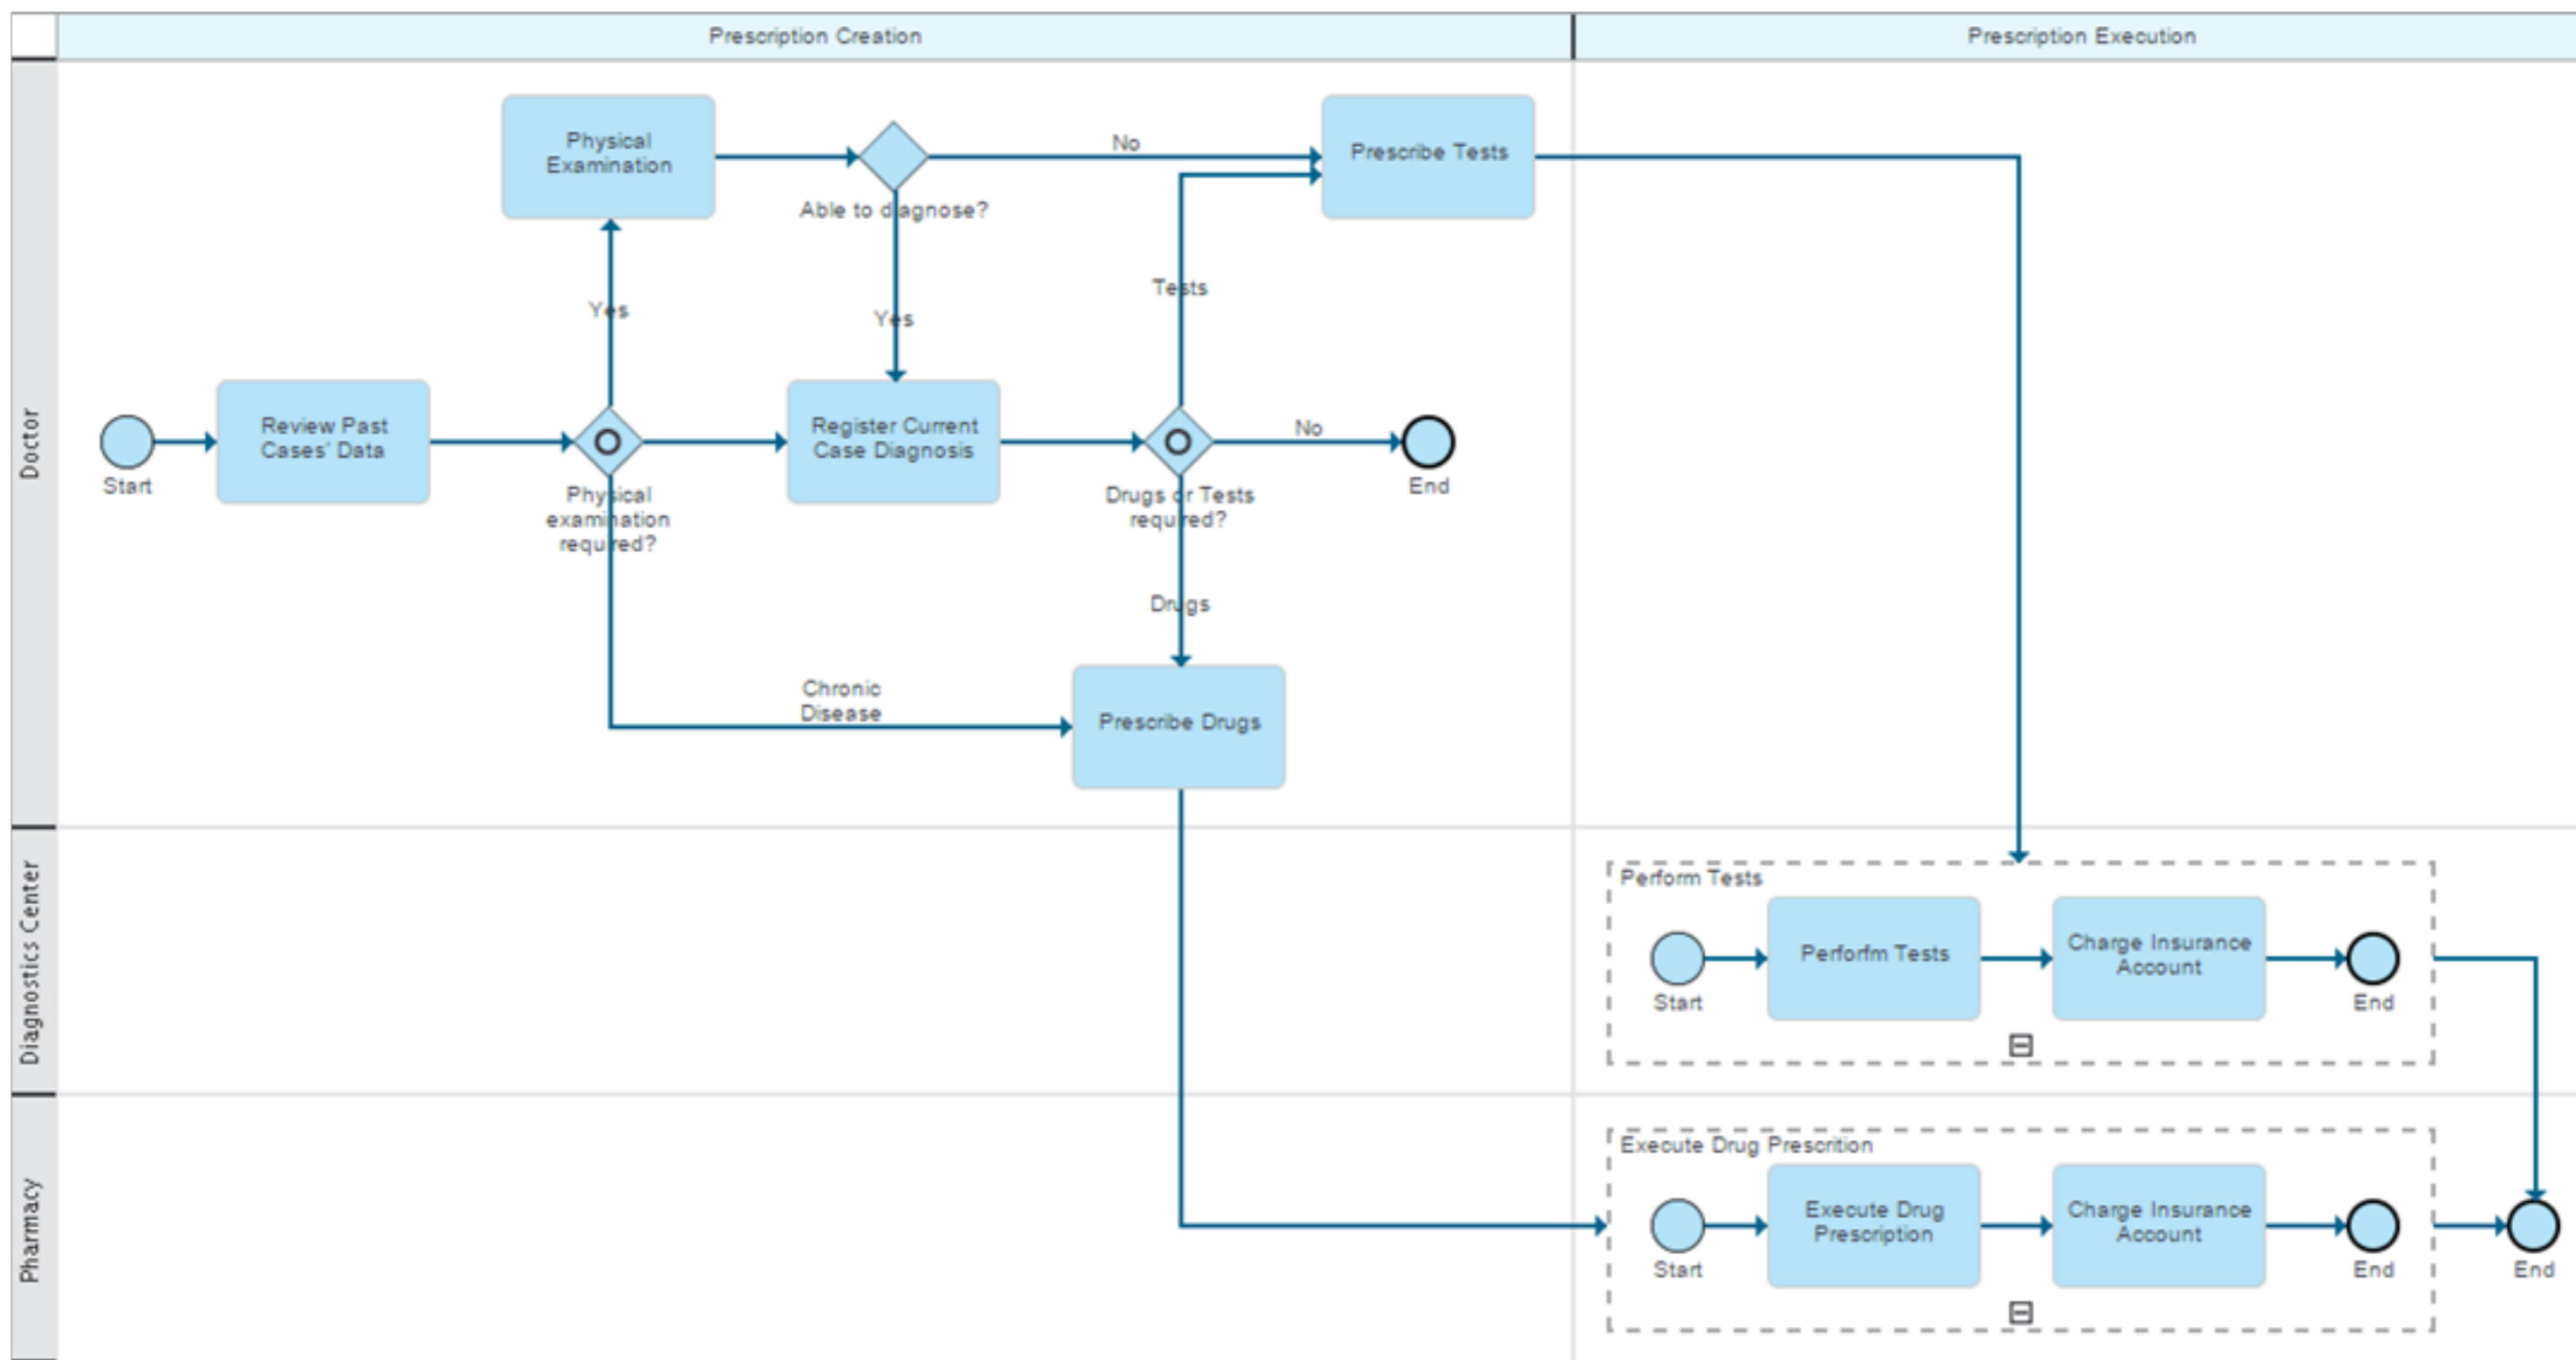 Prescription Creation
Prescription Execution
Doctor
Physical
Examination
No
Prescribe Tests
Able to diagnose?
Tests
Yes
Yes
Start
Review Past
Cases' Data
Physical
examination
required?
Register Current
Case Diagnosis
Drugs or Tests
required?
No
End
Drugs
Chronic
Disease
Prescribe Drugs
Diagnostics Center
Perform Tests
Start
Perforfm Tests
Charge Insurance
Account
End
Pharmacy
Execute Drug Prescrition
Start
Execute Drug
Prescription
Charge Insurance
Account
End
End